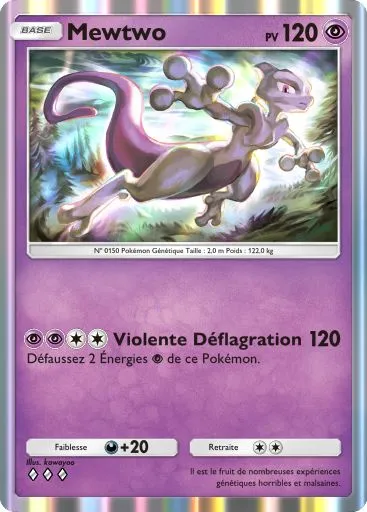 BASE Mewtwo PV 120
N° 0150 Pokémon Génétique Taille : 2,0 m Poids : 122,0 kg
Violente Déflagration 120
Défaussez 2 Énergies de ce Pokémon.
Faiblesse +20 Retraite
Illus. kawayoo
Il est le fruit de nombreuses expériences
génétiques horribles et malsaines.